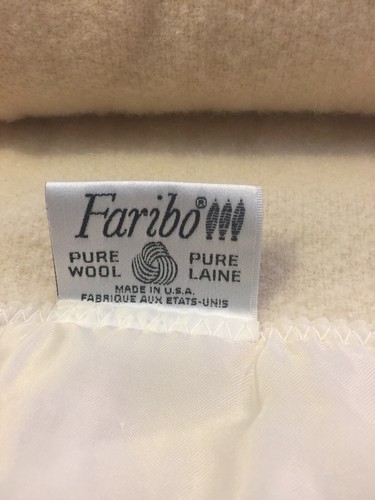 Faribo®
PURE PURE
WOOL LAINE
MADE IN U.S.A.
FABRIQUE AUX ETATS-UNIS